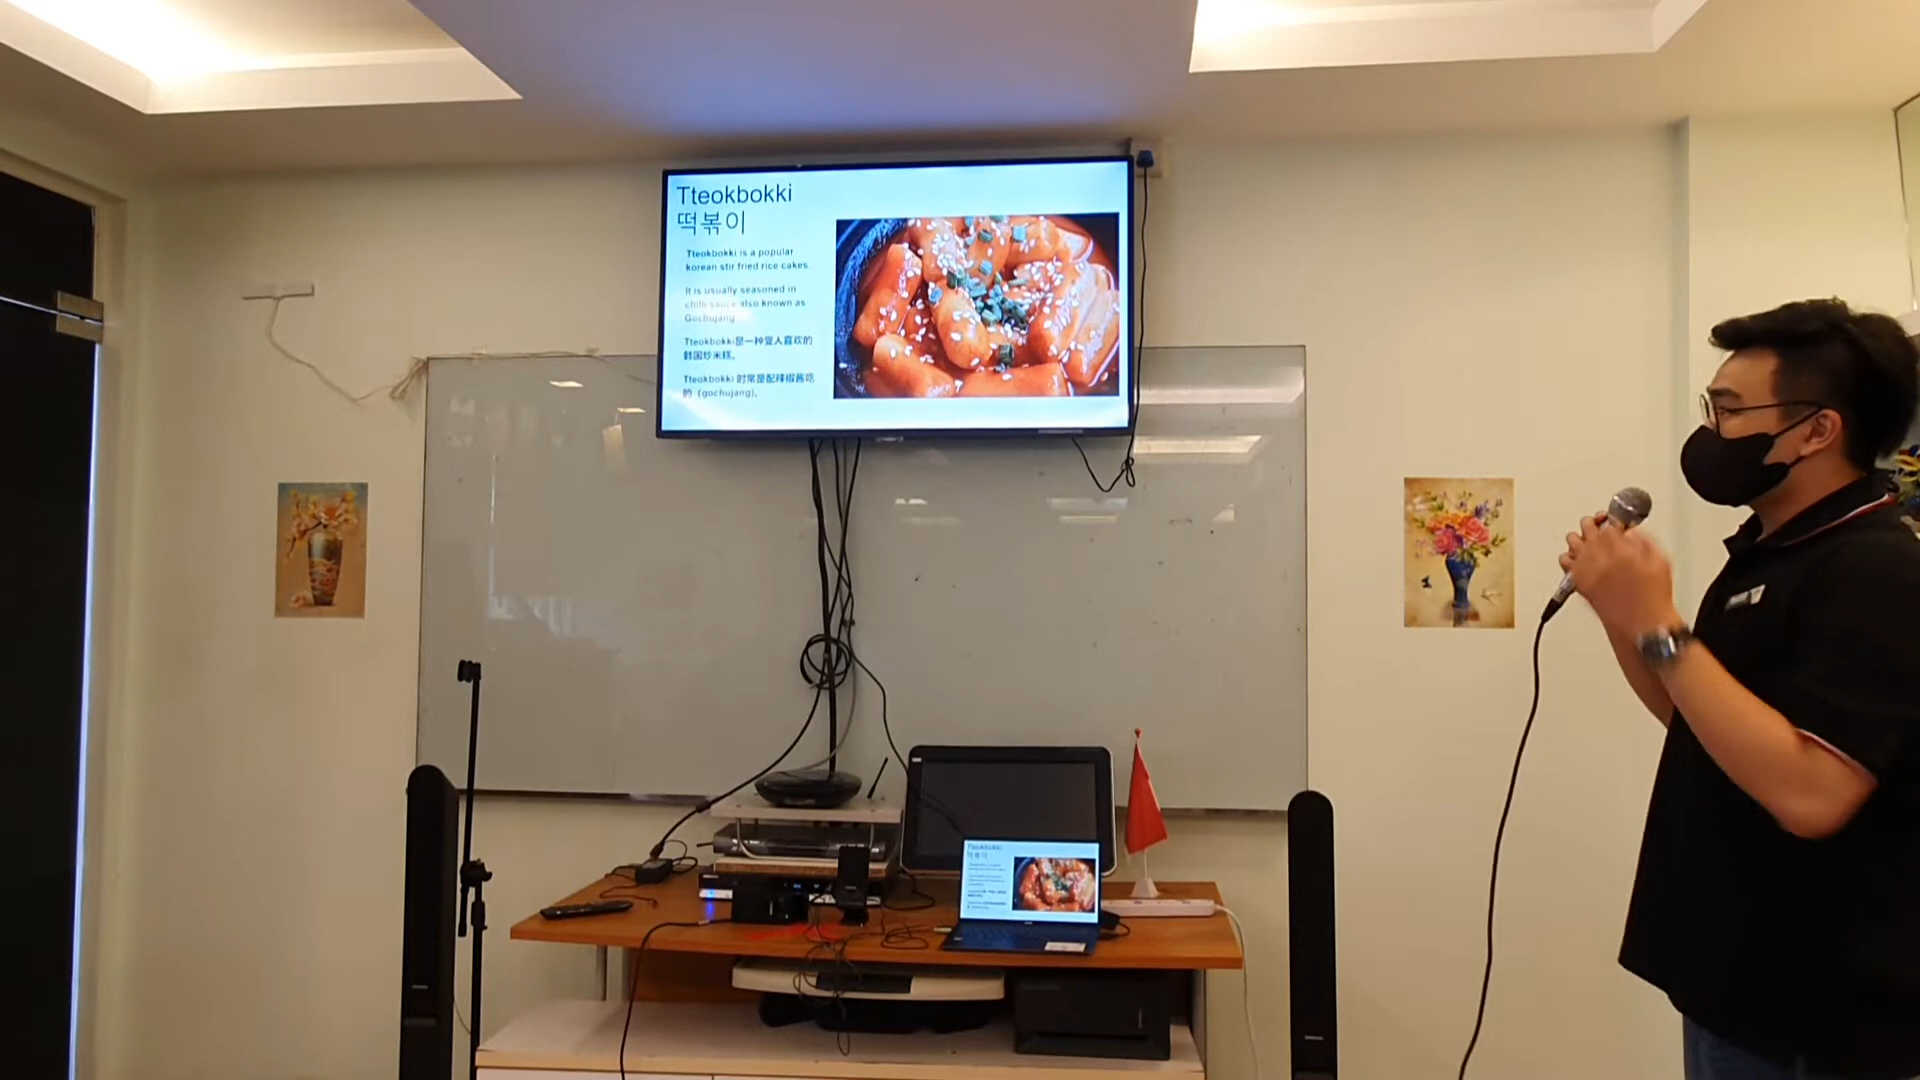 Tteokbokki
떡볶이
Tteokbokki is a popular
korean stir fried rice cakes.
It is usually seasoned in
chilli sauce also known as
Gochujang
Tteokbokki是一种受人喜欢的
韩国炒米糕。
Tteokbokki 时常是配辣椒酱吃
的（gochujang)。
Tteokbokki
떡볶이